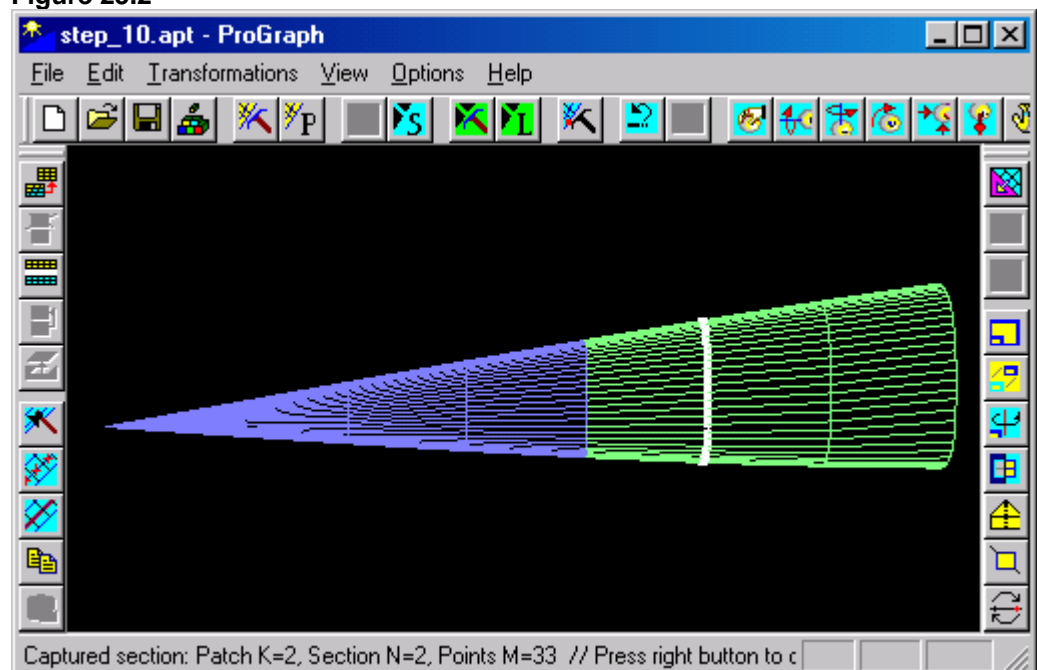 step_10.apt - ProGraph
File Edit Transformations View Options Help
P S L
Captured section: Patch K=2, Section N=2, Points M=33 // Press right button to c